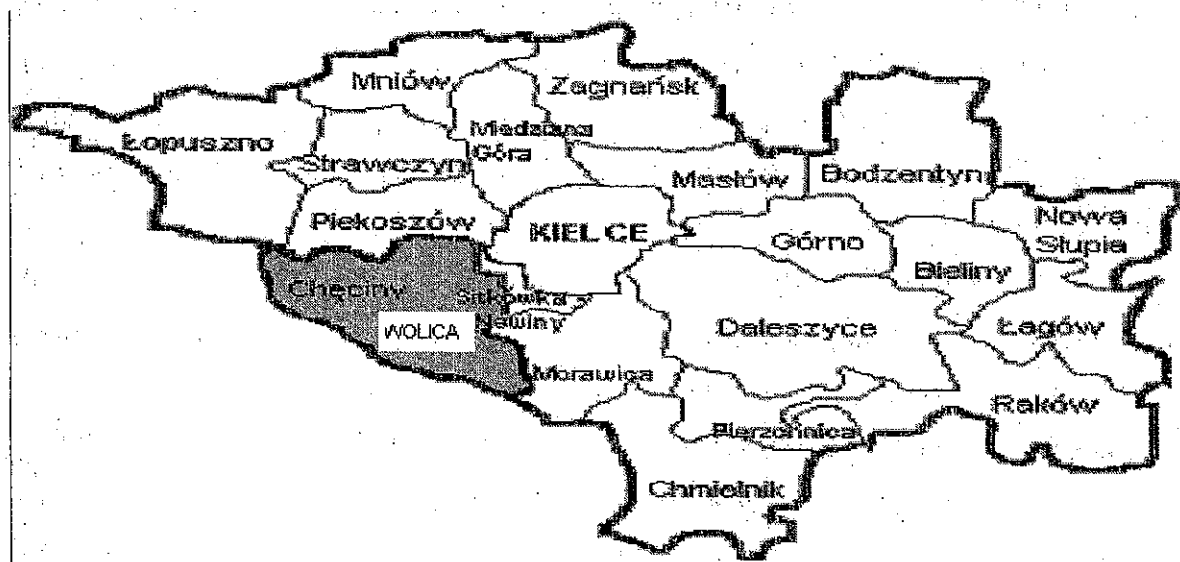 Mniów
Zagnańsk
Łopuszno
Miedziana
Góra
Strawczyn
Masłów
Bodzentyn
Piekoszów
KIELCE
Górno
Nowa
Słupia
Bieliny
Chęciny
Sitkówka
Nowiny
WOLICA
Daleszyce
Łagów
Morawica
Raków
Pierzchnica
Chmielnik